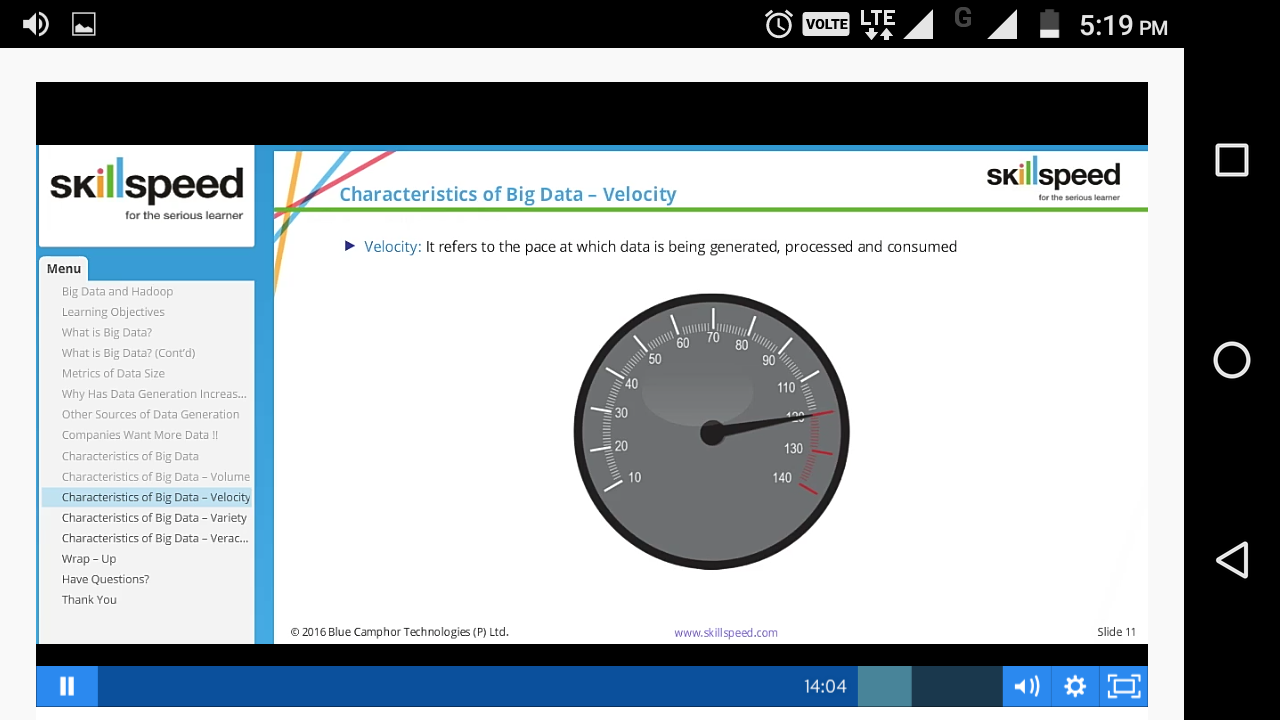 VOLTE LTE G 5:19 PM
skillspeed
for the serious learner
Menu
Big Data and Hadoop
Learning Objectives
What is Big Data?
What is Big Data? (Cont'd)
Metrics of Data Size
Why Has Data Generation Increas...
Other Sources of Data Generation
Companies Want More Data !!
Characteristics of Big Data
Characteristics of Big Data – Volume
Characteristics of Big Data – Velocity
Characteristics of Big Data – Variety
Characteristics of Big Data – Verac...
Wrap – Up
Have Questions?
Thank You
Characteristics of Big Data – Velocity
skillspeed
for the serious learner
Velocity: It refers to the pace at which data is being generated, processed and consumed
10
20
30
40
50
60
70
80
90
110
120
130
140
© 2016 Blue Camphor Technologies (P) Ltd.
www.skillspeed.com
Slide 11
14:04